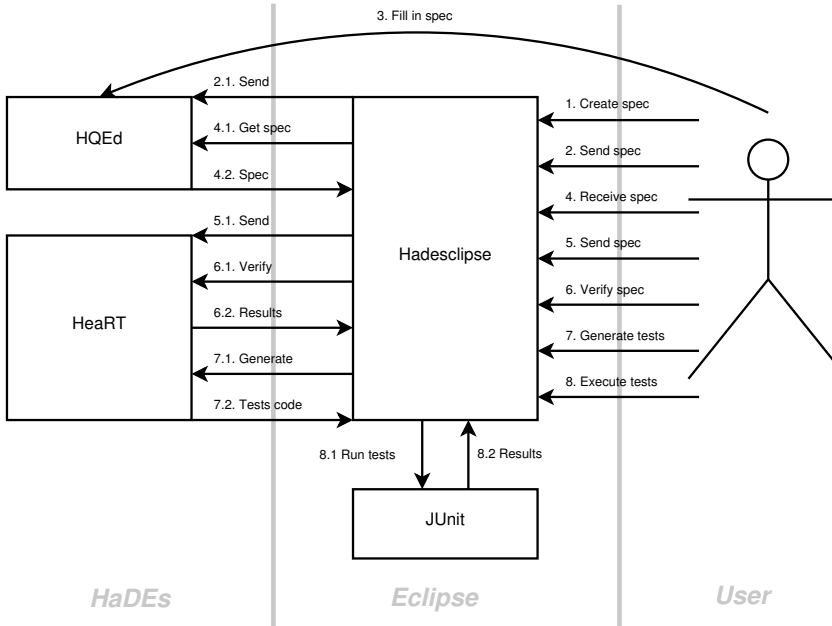 3. Fill in spec
2.1. Send
1. Create spec
HQEd
4.1. Get spec
2. Send spec
4.2. Spec
4. Receive spec
5.1. Send
5. Send spec
Hadesclipse
6.1. Verify
6. Verify spec
HeaRT
6.2. Results
7. Generate tests
7.1. Generate
8. Execute tests
7.2. Tests code
8.1 Run tests
8.2 Results
JUnit
HaDEs
Eclipse
User